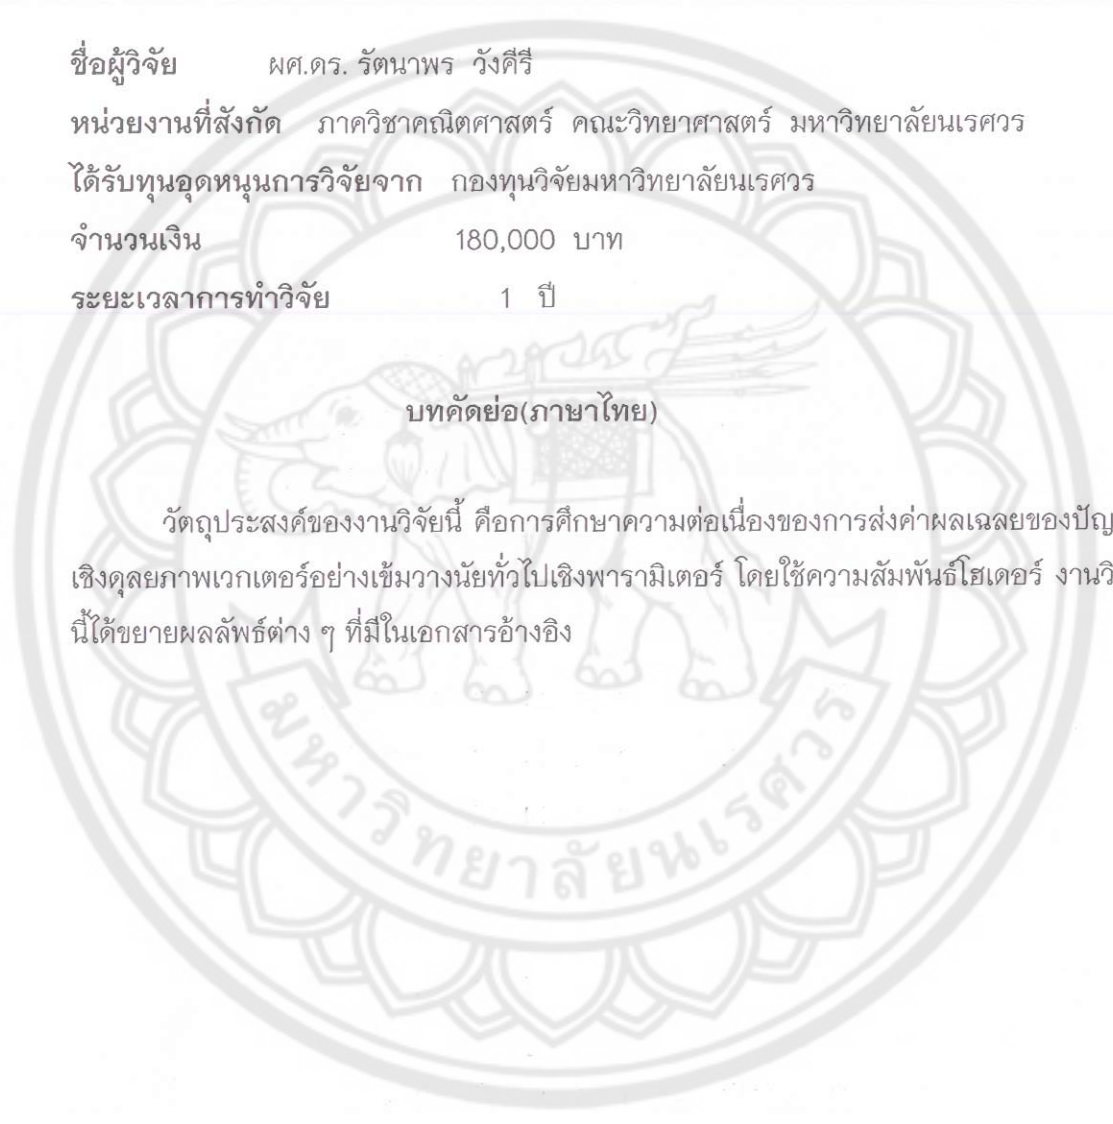 ชื่อผู้วิจัย ผศ.ดร. รัตนาพร วังคีรี
หน่วยงานที่สังกัด ภาควิชาคณิตศาสตร์ คณะวิทยาศาสตร์ มหาวิทยาลัยนเรศวร
ได้รับทุนอุดหนุนการวิจัยจาก กองทุนวิจัยมหาวิทยาลัยนเรศวร
จำนวนเงิน 180,000 บาท
ระยะเวลาการทำวิจัย 1 ปี
บทคัดย่อ(ภาษาไทย)
วัตถุประสงค์ของงานวิจัยนี้ คือการศึกษาความต่อเนื่องของการส่งค่าผลเฉลยของปัญ
เชิงดุลยภาพเวกเตอร์อย่างเข้มวางนัยทั่วไปเชิงพารามิเตอร์ โดยใช้ความสัมพันธ์โฮเดอร์ งานวิ
นี้ได้ขยายผลลัพธ์ต่าง ๆ ที่มีในเอกสารอ้างอิง
มหาวิทยาลัยนเรศวร